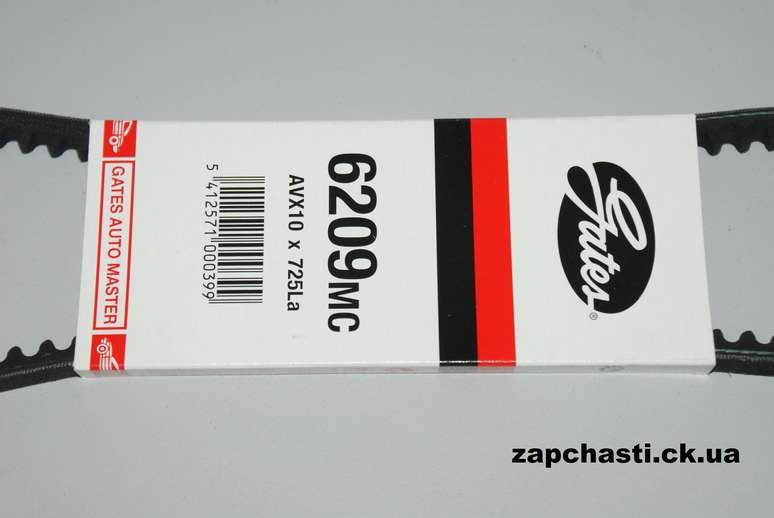 Gates®
6209MC
AVX10 x 725La
5 412571 000399
GATES AUTO MASTER
zapchasti.ck.ua